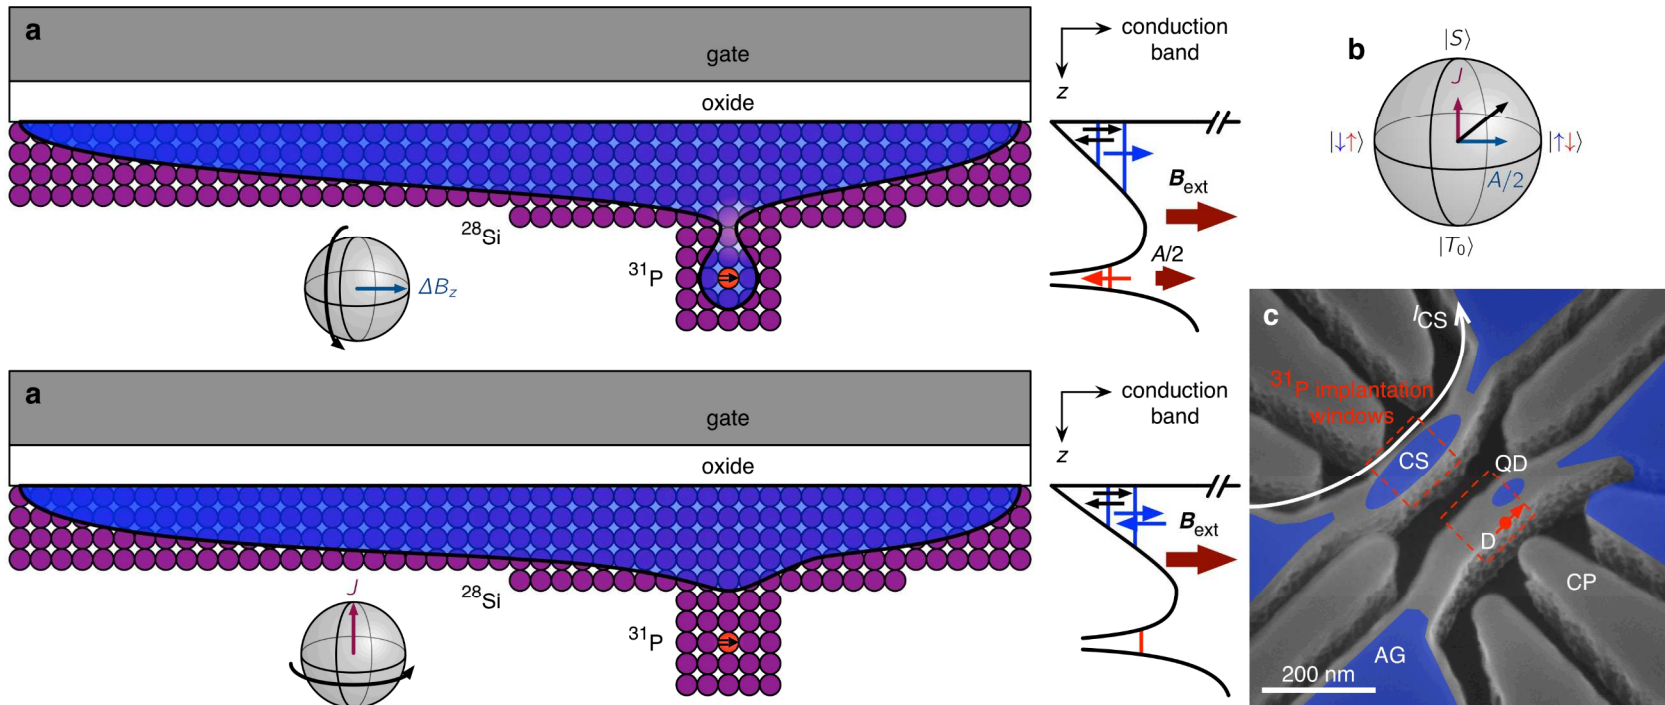 a
gate
oxide
²⁸Si
³¹P
ΔB_z
conduction
band
z
B_ext
A/2
b
|S⟩
J
|↓↑⟩
|↑↓⟩
A/2
|T₀⟩
a
gate
oxide
²⁸Si
³¹P
J
conduction
band
z
B_ext
c
I_CS
³¹P implantation
windows
CS
QD
D
CP
AG
200 nm